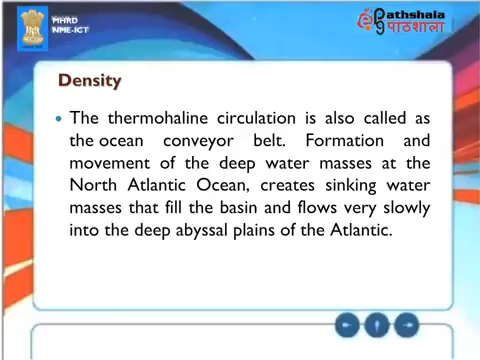 MHRD
NME-ICT
Pathshala
पाठशाला
Density
The thermohaline circulation is also called as
the ocean conveyor belt. Formation and
movement of the deep water masses at the
North Atlantic Ocean, creates sinking water
masses that fill the basin and flows very slowly
into the deep abyssal plains of the Atlantic.